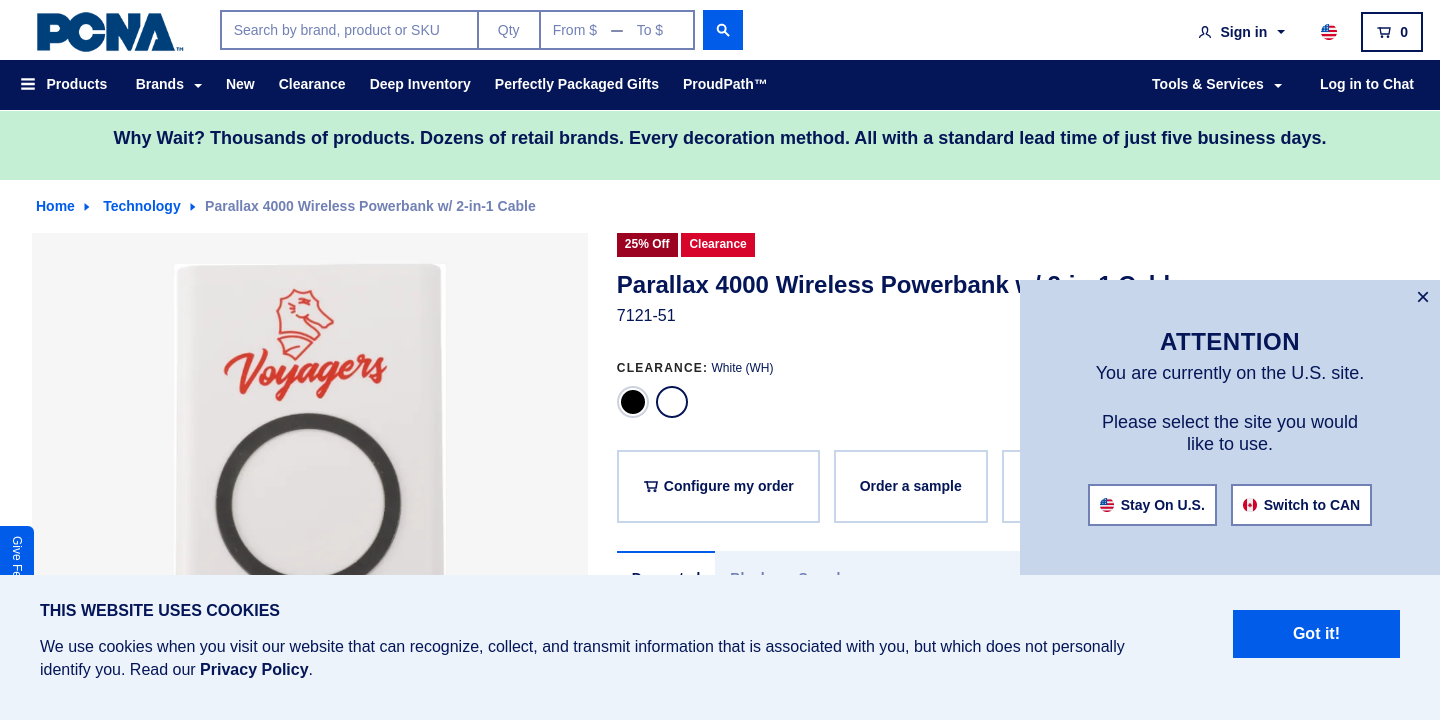 PCNA™
Search by brand, product or SKU
Qty
From $
To $
Sign in
0
Products
Brands
New
Clearance
Deep Inventory
Perfectly Packaged Gifts
ProudPath™
Tools & Services
Log in to Chat
Why Wait? Thousands of products. Dozens of retail brands. Every decoration method. All with a standard lead time of just five business days.
Home
Technology
Parallax 4000 Wireless Powerbank w/ 2-in-1 Cable
25% Off
Clearance
Parallax 4000 Wireless Powerbank
7121-51
CLEARANCE: White (WH)
Voyagers
Configure my order
Order a sample
×
ATTENTION
You are currently on the U.S. site.
Please select the site you would
like to use.
Stay On U.S.
Switch to CAN
Give
THIS WEBSITE USES COOKIES
We use cookies when you visit our website that can recognize, collect, and transmit information that is associated with you, but which does not personally
identify you. Read our Privacy Policy.
Got it!